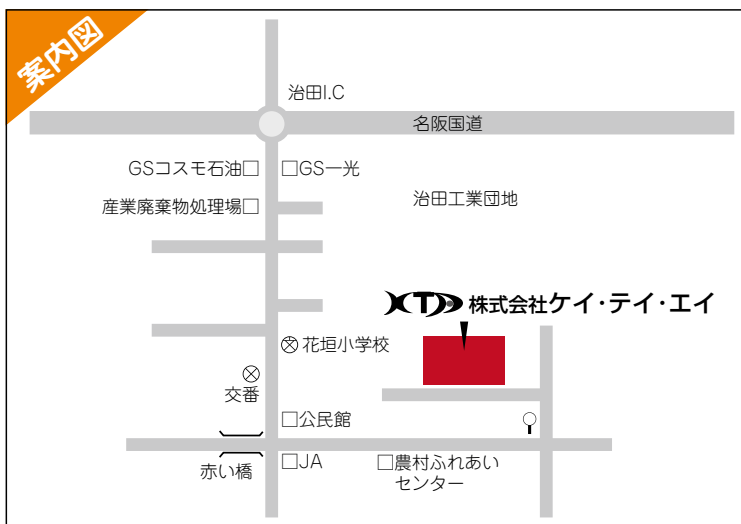 案内図
治田I.C
名阪国道
GSコスモ石油□
□GS一光
産業廃棄物処理場□
治田工業団地
KTA 株式会社ケイ・テイ・エイ
花垣小学校
交番
□公民館
赤い橋
□JA
□農村ふれあい
センター